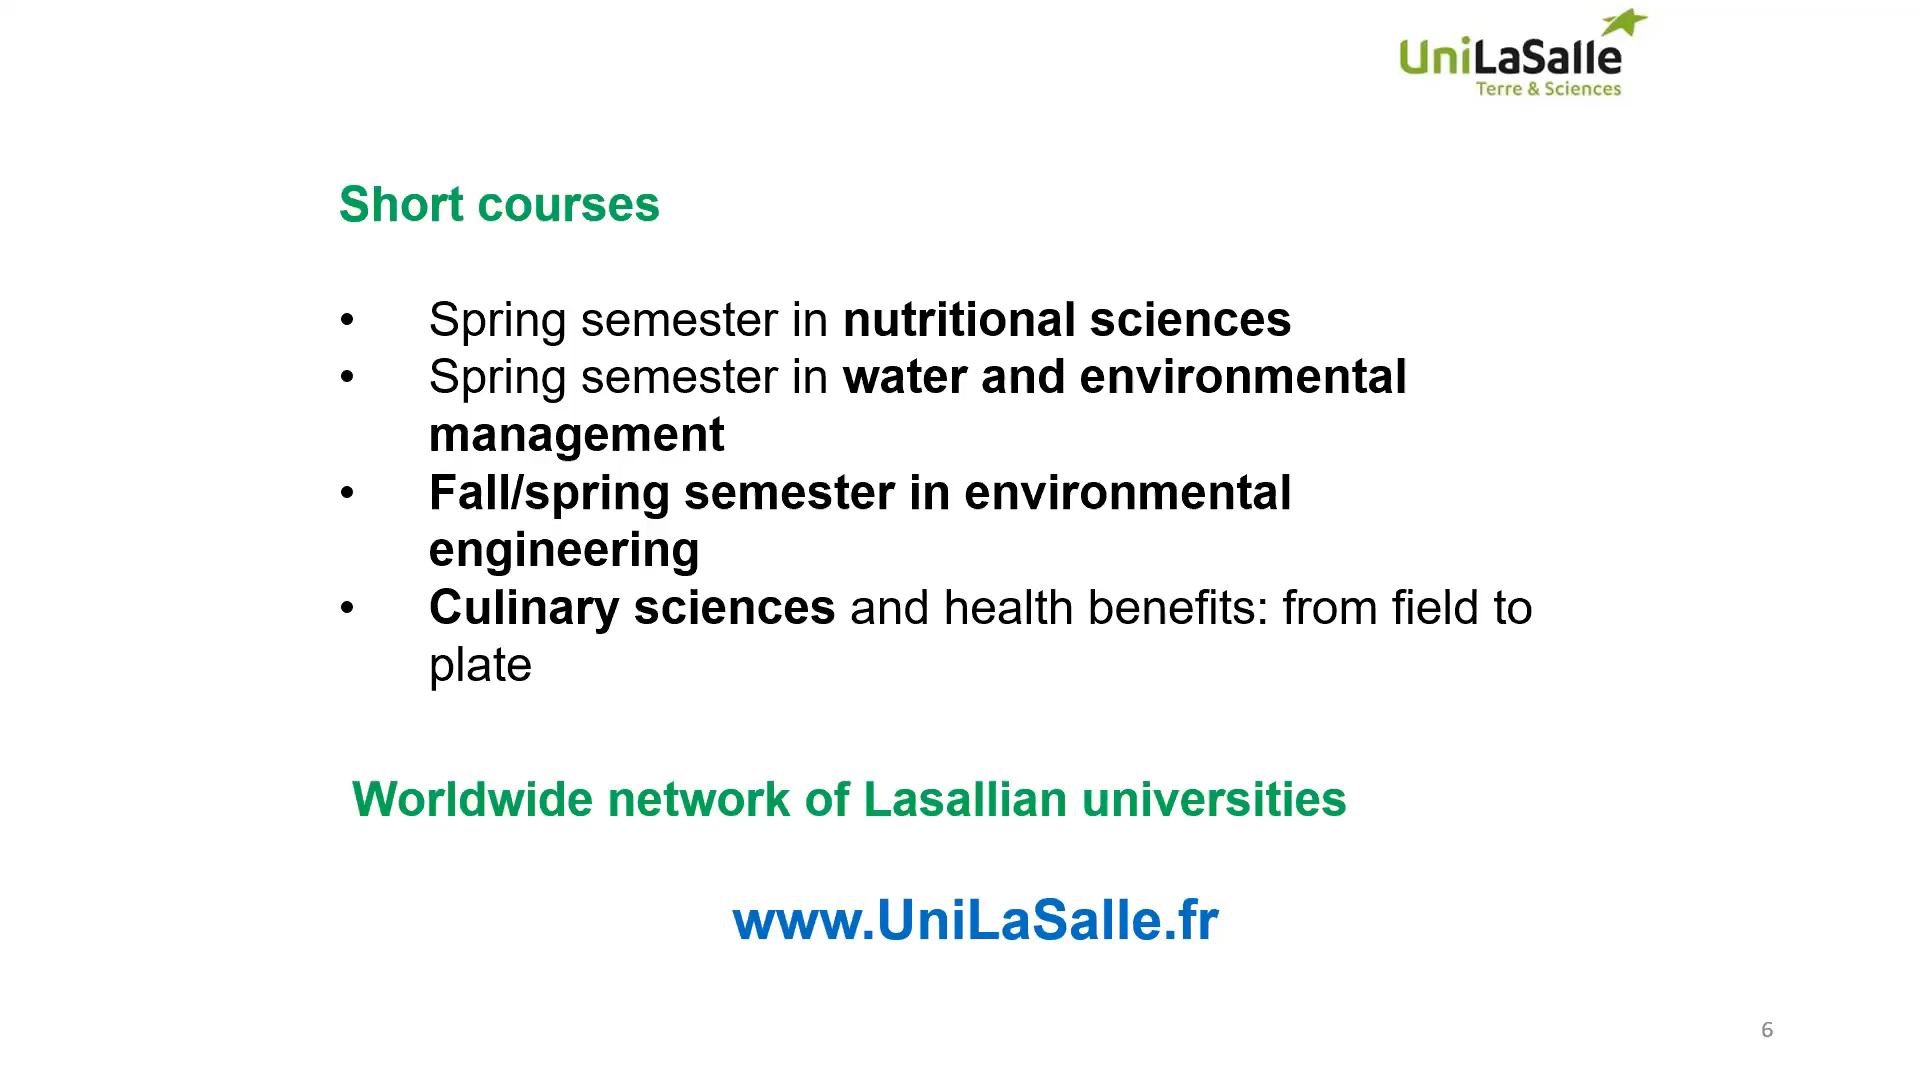 UniLaSalle
Terre & Sciences
Short courses
• Spring semester in nutritional sciences
• Spring semester in water and environmental
management
• Fall/spring semester in environmental
engineering
• Culinary sciences and health benefits: from field to
plate
Worldwide network of Lasallian universities
www.UniLaSalle.fr
6